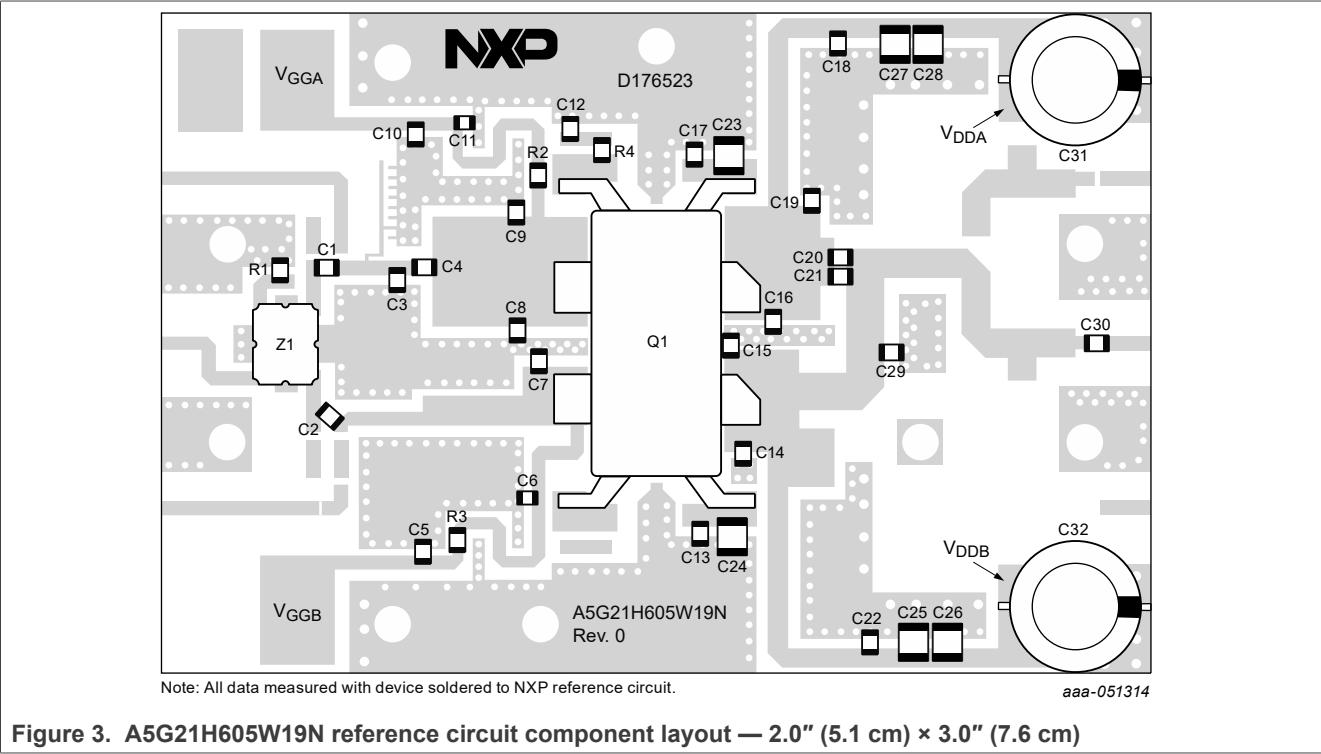 NXP
D176523
VGGA
C10
C11
C12
R2
R4
C17
C23
C18
C27
C28
VDDA
C31
C9
C19
R1
C1
C3
C4
C20
C21
C8
C16
Z1
Q1
C15
C30
C7
C29
C2
C14
C6
C5
R3
C13
C24
VDDB
C32
VGGB
A5G21H605W19N
Rev. 0
C22
C25
C26
Note: All data measured with device soldered to NXP reference circuit.
aaa-051314
Figure 3. A5G21H605W19N reference circuit component layout — 2.0″ (5.1 cm) × 3.0″ (7.6 cm)